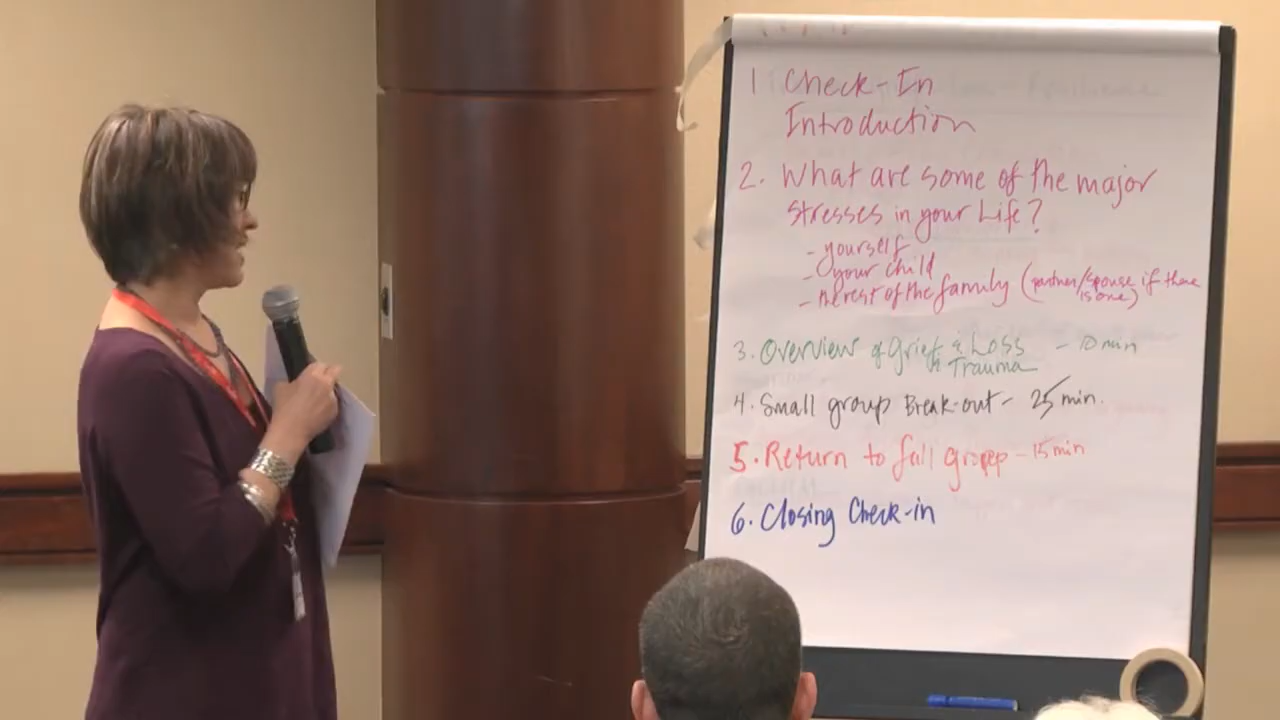 1 Check-In
Introduction
2. What are some of the major
stresses in your Life?
- yourself
- your child
- the rest of the family (partner/spouse if there
is one)
3. Overview of Grief & Loss - 10 min
& Trauma
4. Small group Break-out - 25 min.
5. Return to full group - 15 min
6. Closing Check-in